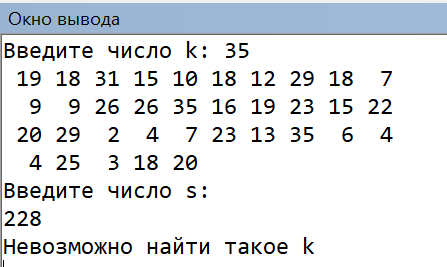 Окно вывода
Введите число k: 35
19 18 31 15 10 18 12 29 18 7
9 9 26 26 35 16 19 23 15 22
20 29 2 4 7 23 13 35 6 4
4 25 3 18 20
Введите число s:
228
Невозможно найти такое k